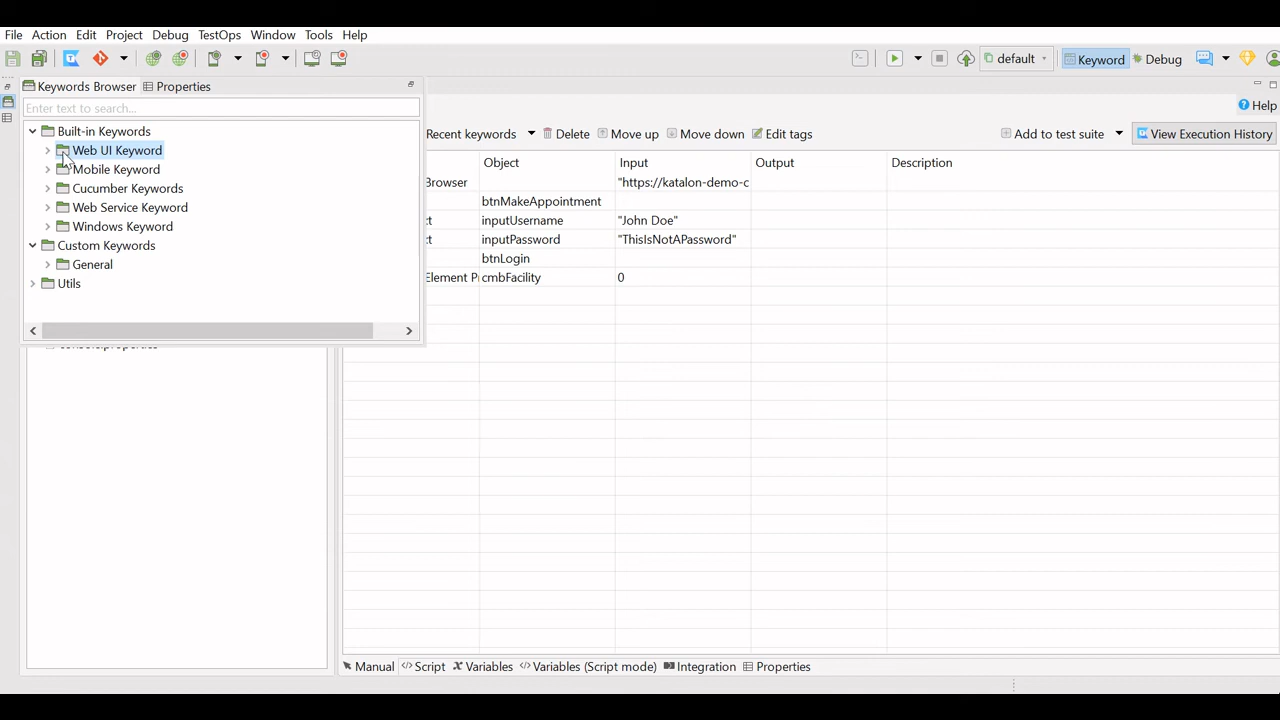 File Action Edit Project Debug TestOps Window Tools Help
default
Keyword Debug
Keywords Browser Properties
Help
Enter text to search...
Recent keywords Delete Move up Move down Edit tags Add to test suite View Execution History
Built-in Keywords
Web UI Keyword
Mobile Keyword
Cucumber Keywords
Web Service Keyword
Windows Keyword
Custom Keywords
General
Utils
Object Input Output Description
Browser "https://katalon-demo-c
btnMakeAppointment
ct inputUsername "John Doe"
ct inputPassword "ThisIsNotAPassword"
btnLogin
Element P cmbFacility 0
Manual Script Variables Variables (Script mode) Integration Properties